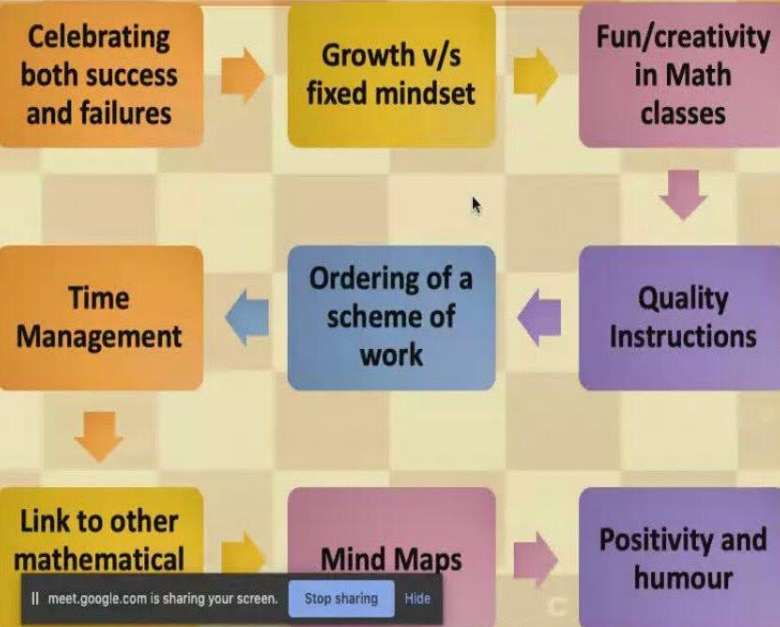 Celebrating
both success
and failures
Growth v/s
fixed mindset
Fun/creativity
in Math
classes
Quality
Instructions
Ordering of a
scheme of
work
Time
Management
Link to other
mathematical
Mind Maps
Positivity and
humour
meet.google.com is sharing your screen.
Stop sharing
Hide
C